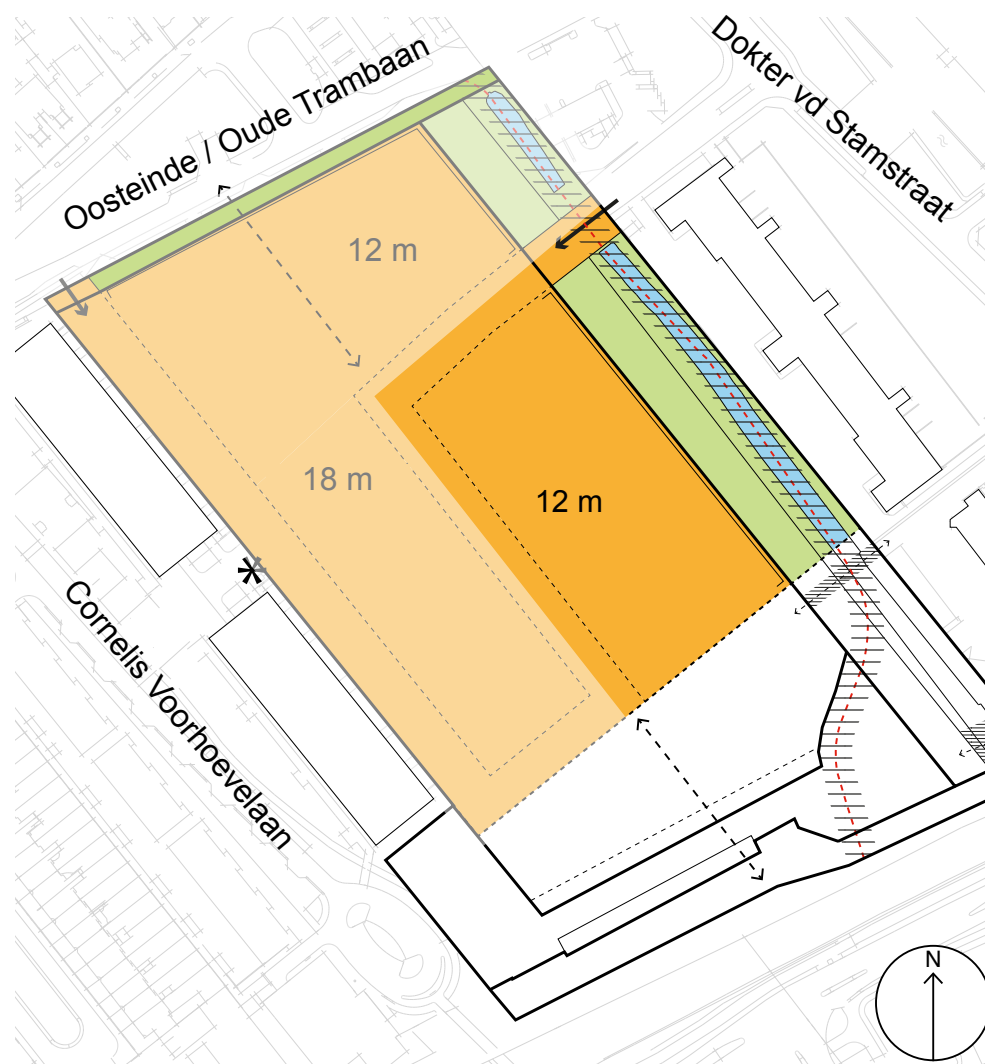 Oosteinde / Oude Trambaan
Dokter vd Stamstraat
12 m
18 m
12 m
*
Cornelis Voorhoevelaan
N